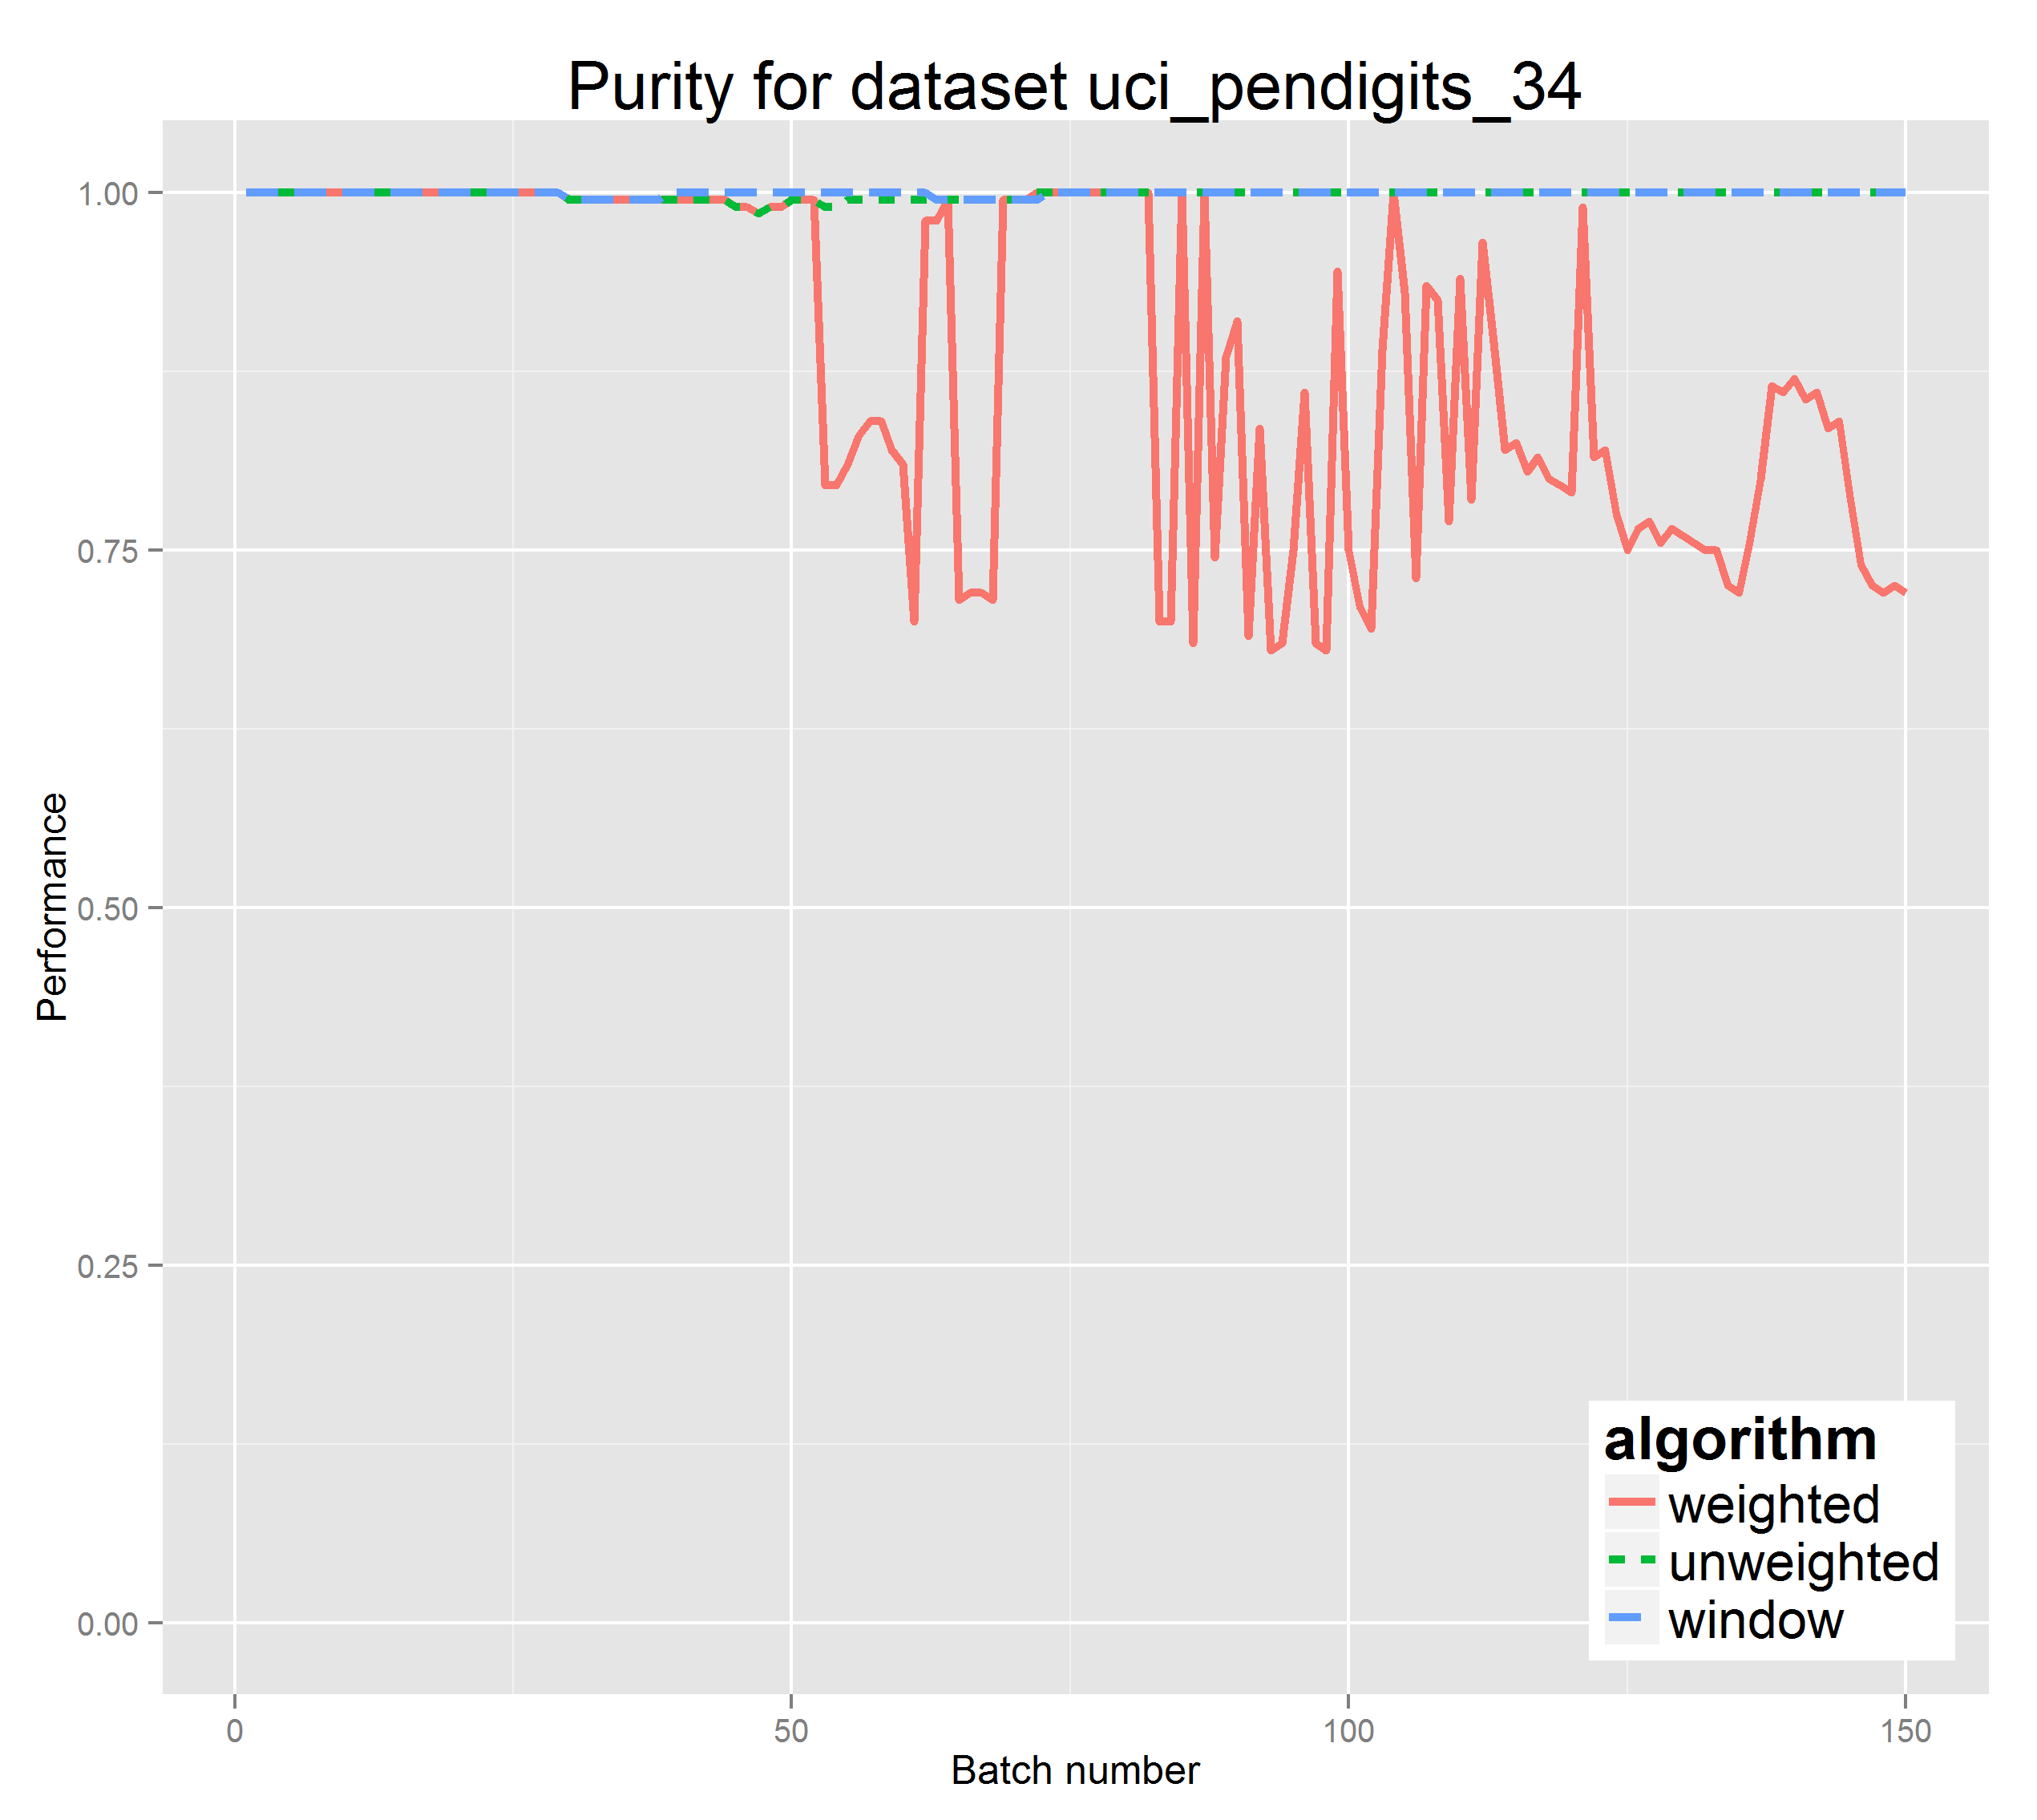 Purity for dataset uci_pendigits_34
Performance
1.00
0.75
0.50
0.25
0.00
0
50
100
150
Batch number
algorithm
weighted
unweighted
window